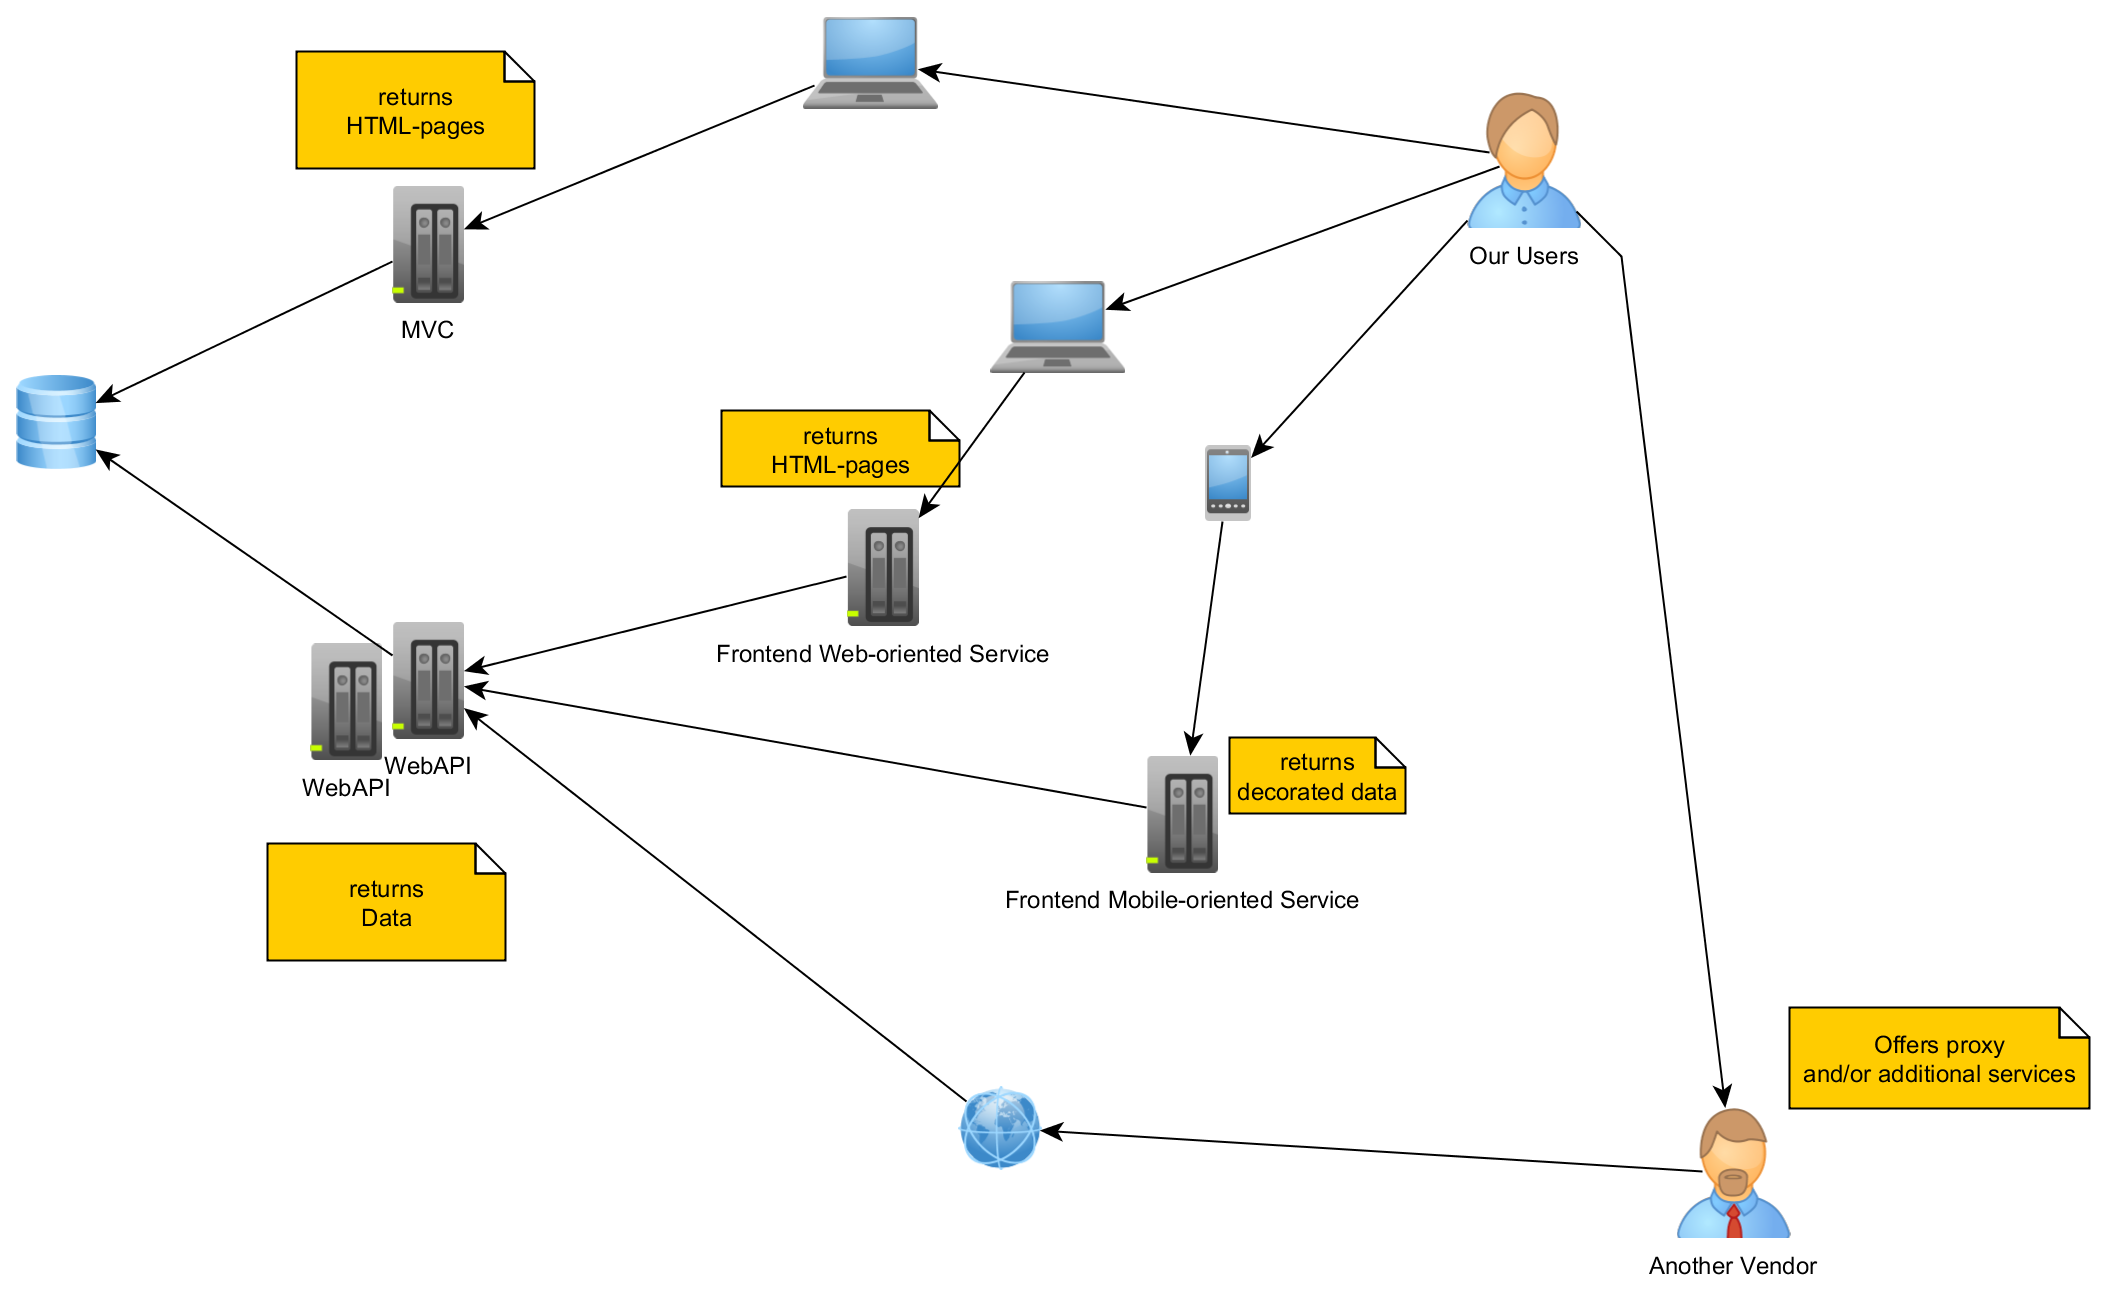 returns
HTML-pages
Our Users
MVC
returns
HTML-pages
Frontend Web-oriented Service
WebAPI
WebAPI
returns
decorated data
returns
Data
Frontend Mobile-oriented Service
Offers proxy
and/or additional services
Another Vendor